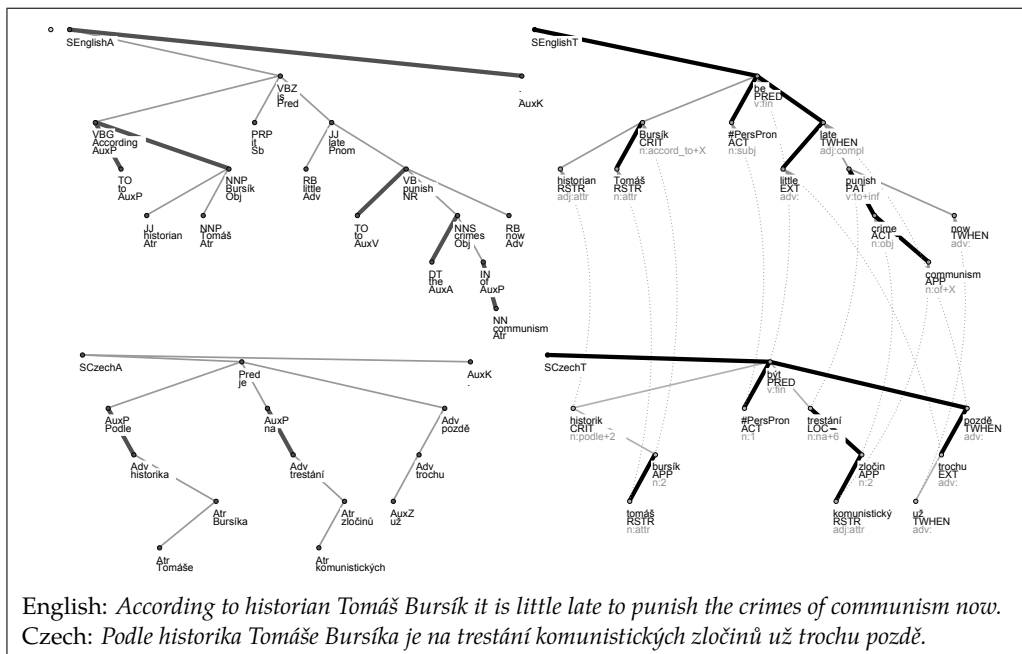 SEnglishA
SEnglishT
VBZ
is
Pred
.
AuxK
be
PRED
v:fin
VBG
According
AuxP
PRP
it
Sb
JJ
late
Pnom
Bursík
CRIT
n:accord_to+X
#PersPron
ACT
n:subj
late
TWHEN
adj:compl
TO
to
AuxP
NNP
Bursík
Obj
RB
little
Adv
VB
punish
NR
historian
RSTR
adj:attr
Tomáš
RSTR
n:attr
little
EXT
adv:
punish
PAT
v:to+inf
JJ
historian
Atr
NNP
Tomáš
Atr
TO
to
AuxV
NNS
crimes
Obj
RB
now
Adv
crime
ACT
n:obj
now
TWHEN
adv:
DT
the
AuxA
IN
of
AuxP
communism
APP
n:of+X
NN
communism
Atr
SCzechA
SCzechT
Pred
je
AuxK
.
být
PRED
v:fin
AuxP
Podle
AuxP
na
Adv
pozdě
historik
CRIT
n:podle+2
#PersPron
ACT
n:1
trestání
LOC
n:na+6
pozdě
TWHEN
adv:
Adv
historika
Adv
trestání
Adv
trochu
bursík
APP
n:2
zločin
APP
n:2
trochu
EXT
adv:
Atr
Bursíka
Atr
zločinů
AuxZ
už
tomáš
RSTR
n:attr
komunistický
RSTR
adj:attr
už
TWHEN
adv:
Atr
Tomáše
Atr
komunistických
English: According to historian Tomáš Bursík it is little late to punish the crimes of communism now.
Czech: Podle historika Tomáše Bursíka je na trestání komunistických zločinů už trochu pozdě.